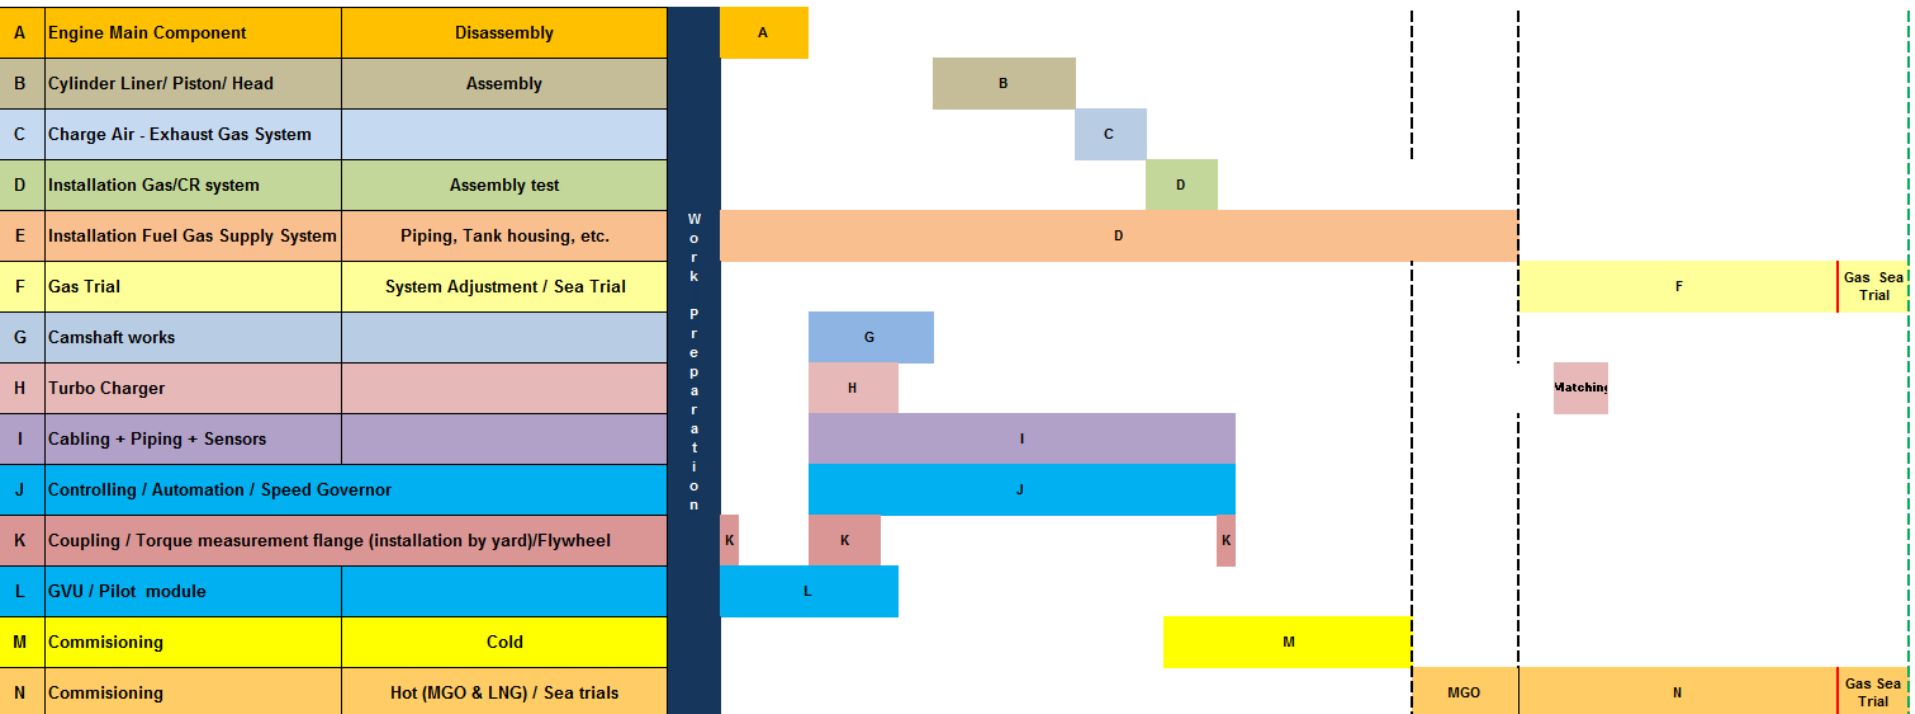 A Engine Main Component Disassembly A
B Cylinder Liner/ Piston/ Head Assembly B
C Charge Air - Exhaust Gas System C
D Installation Gas/CR system Assembly test D
E Installation Fuel Gas Supply System Piping, Tank housing, etc. D
F Gas Trial System Adjustment / Sea Trial F Gas Sea
Trial
G Camshaft works G
H Turbo Charger H Matching
I Cabling + Piping + Sensors I
J Controlling / Automation / Speed Governor J
K Coupling / Torque measurement flange (installation by yard)/Flywheel K K K
L GVU / Pilot module L
M Commisioning Cold M
N Commisioning Hot (MGO & LNG) / Sea trials MGO N Gas Sea
Trial
Work Preparation